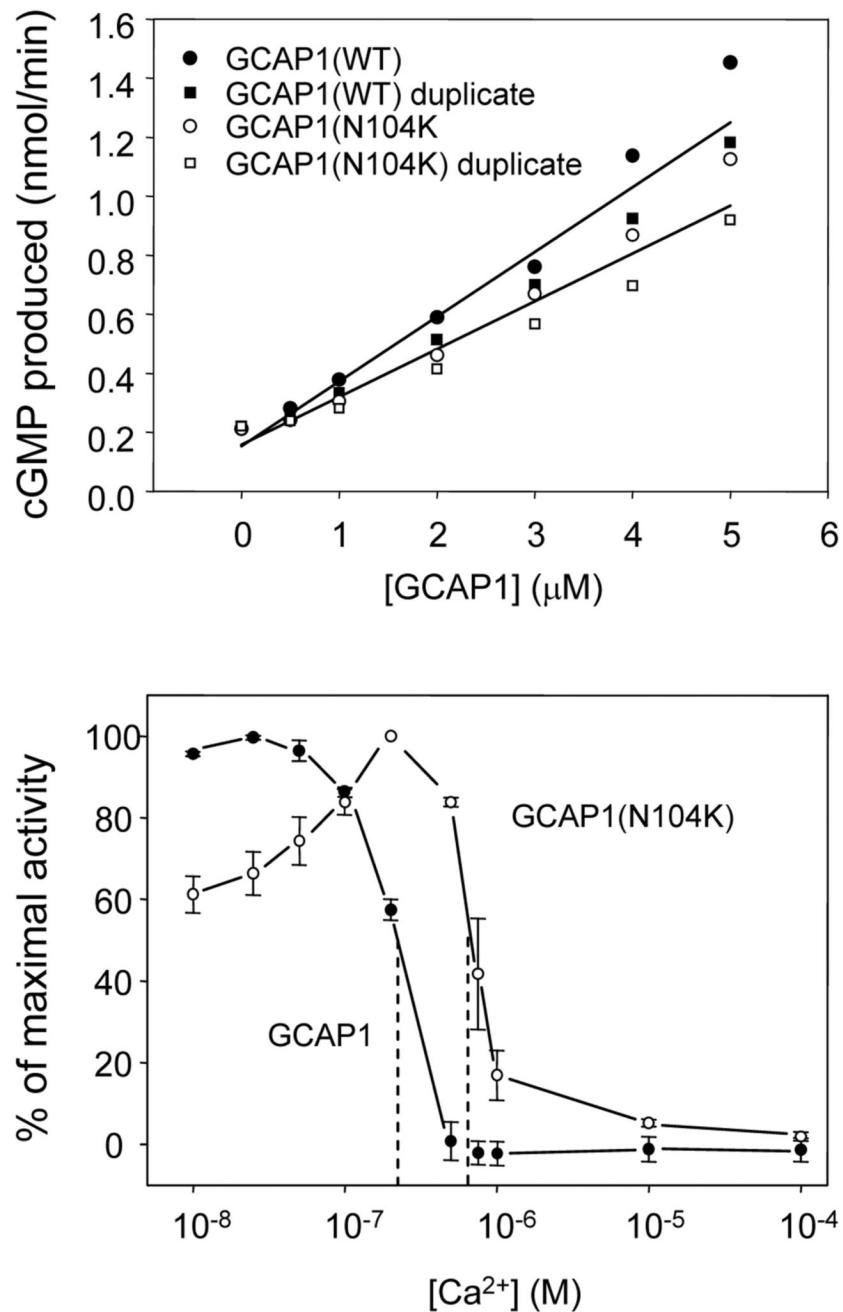 cGMP produced (nmol/min)
1.6
1.4
1.2
1.0
0.8
0.6
0.4
0.2
0.0
GCAP1(WT)
GCAP1(WT) duplicate
GCAP1(N104K
GCAP1(N104K) duplicate
0 1 2 3 4 5 6
[GCAP1] (μM)
% of maximal activity
100
80
60
40
20
0
GCAP1(N104K)
GCAP1
10⁻⁸ 10⁻⁷ 10⁻⁶ 10⁻⁵ 10⁻⁴
[Ca²⁺] (M)